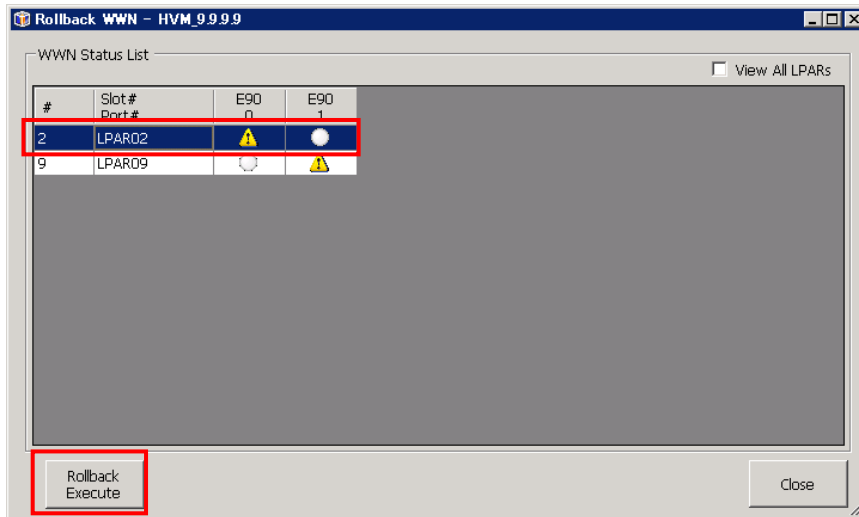 Rollback WWN - HVM_9.9.9.9
WWN Status List
View All LPARs
# Slot# E90 E90
Port# 0 1
2 LPAR02
9 LPAR09
Rollback
Execute
Close